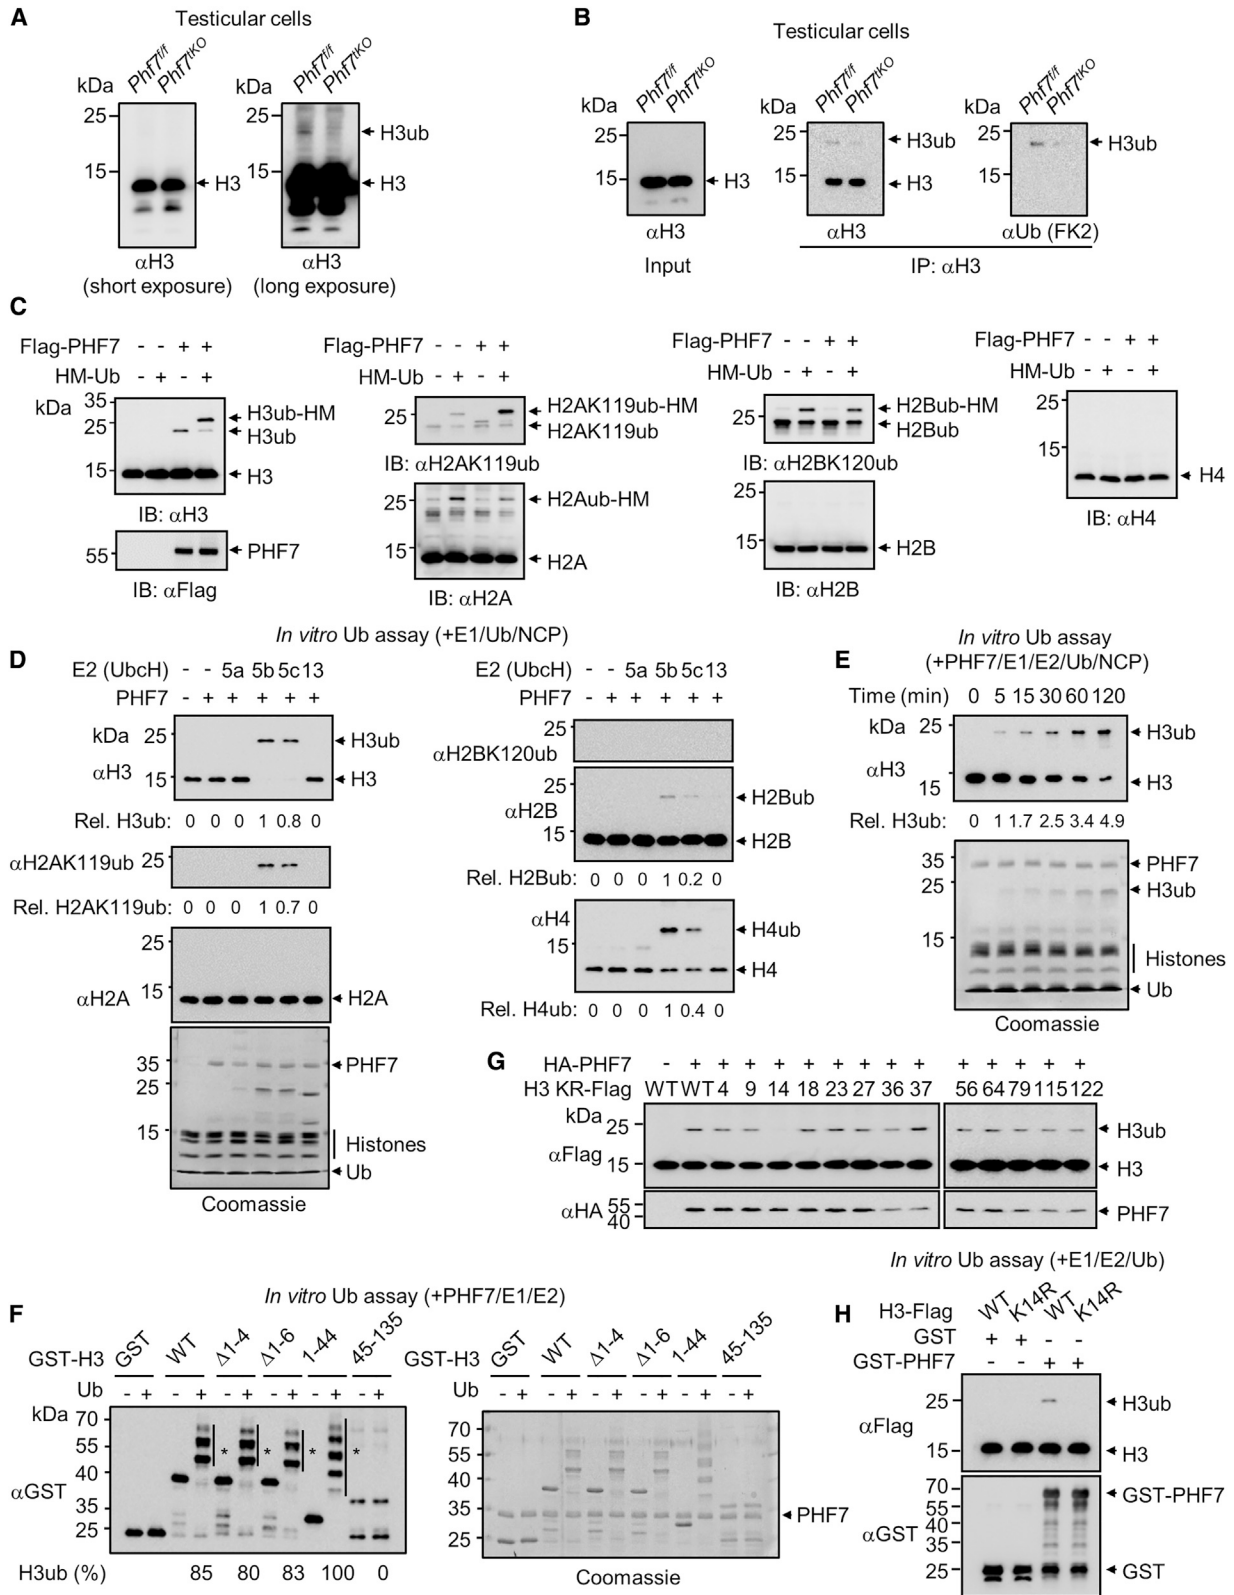 A
Testicular cells
Phf7f/f Phf7tKO Phf7f/f Phf7tKO
kDa kDa
25 25 H3ub
15 H3 15 H3
αH3 αH3
(short exposure) (long exposure)
B
Testicular cells
Phf7f/f Phf7tKO Phf7f/f Phf7tKO Phf7f/f Phf7tKO
kDa kDa kDa
25 25 H3ub 25 H3ub
15 H3 15 H3 15
αH3 αH3 αUb (FK2)
Input IP: αH3
C
Flag-PHF7 - - + +
HM-Ub - + - +
kDa 35
25 H3ub-HM
H3ub
15 H3
IB: αH3
55 PHF7
IB: αFlag
Flag-PHF7 - - + +
HM-Ub - + - +
25 H2AK119ub-HM
H2AK119ub
IB: αH2AK119ub
25 H2Aub-HM
15 H2A
IB: αH2A
Flag-PHF7 - - + +
HM-Ub - + - +
25 H2Bub-HM
H2Bub
IB: αH2BK120ub
25
15 H2B
IB: αH2B
Flag-PHF7 - - + +
HM-Ub - + - +
25
15
H4
IB: αH4
In vitro Ub assay (+E1/Ub/NCP)
D
E2 (UbcH) - - 5a 5b 5c 13
PHF7 - + + + + +
kDa 25 H3ub
αH3 15 H3
Rel. H3ub: 0 0 0 1 0.8 0
αH2AK119ub 25
Rel. H2AK119ub: 0 0 0 1 0.7 0
25
αH2A 15 H2A
35 PHF7
25
15 Histones
Ub
Coomassie
E2 (UbcH) - - 5a 5b 5c 13
PHF7 - + + + + +
25
αH2BK120ub
25
αH2B H2Bub
15 H2B
Rel. H2Bub: 0 0 0 1 0.2 0
αH4 H4ub
15
H4
Rel. H4ub: 0 0 0 1 0.4 0
E
In vitro Ub assay
(+PHF7/E1/E2/Ub/NCP)
Time (min) 0 5 15 30 60 120
kDa 25 H3ub
αH3
15 H3
Rel. H3ub: 0 1 1.7 2.5 3.4 4.9
35 PHF7
25 H3ub
15
Histones
Ub
Coomassie
G
HA-PHF7 - + + + + + + + + + + + + + +
H3 KR-Flag WT WT 4 9 14 18 23 27 36 37 56 64 79 115 122
kDa
25 H3ub
αFlag
15 H3
αHA 55
40 PHF7
F
In vitro Ub assay (+PHF7/E1/E2)
GST-H3 GST WT Δ1-4 Δ1-6 1-44 45-135
Ub - + - + - + - + - + - +
kDa 70
55 * * * *
40
αGST
35
25
H3ub (%) 85 80 83 100 0
GST-H3 GST WT Δ1-4 Δ1-6 1-44 45-135
Ub - + - + - + - + - + - +
70
55
40
35 PHF7
25
Coomassie
In vitro Ub assay (+E1/E2/Ub)
H
H3-Flag WT K14R WT K14R
GST + + - -
GST-PHF7 - - + +
25 H3ub
αFlag
15 H3
70 GST-PHF7
55
αGST 40
35
25 GST